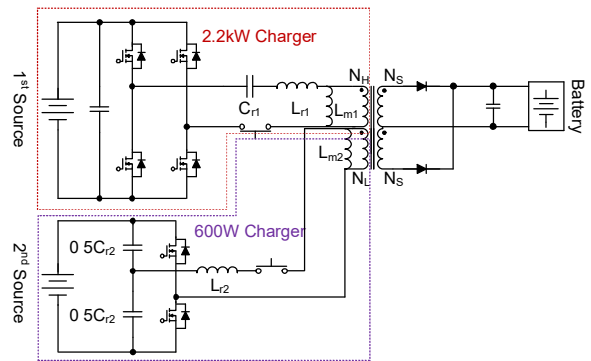 2.2kW Charger
1st Source
Cr1
Lr1
Lm1
NH
NS
Battery
Lm2
NL
NS
600W Charger
2nd Source
0 5Cr2
Lr2
0 5Cr2